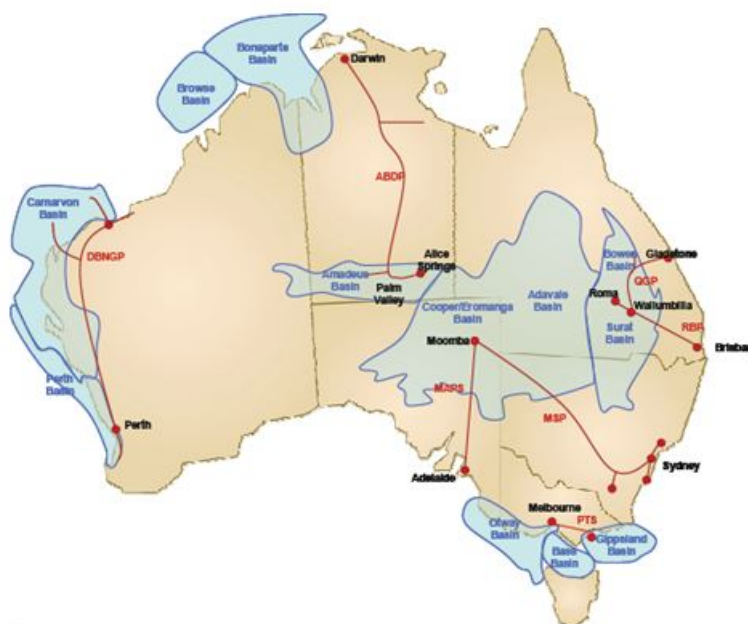 Bonaparte
Basin
Darwin
Browse
Basin
ABDP
Carnarvon
Basin
DBNGP
Alice
Springs
Amadeus
Basin
Palm
Valley
Bowen
Basin
Gladstone
QGP
Adavale
Basin
Roma
Wallumbilla
Cooper/Eromanga
Basin
Surat
Basin
RBP
Moomba
Brisba
Perth
Basin
MAPS
MSP
Perth
Adelaide
Sydney
Melbourne
Otway
Basin
PTS
Gippsland
Basin
Bass
Basin